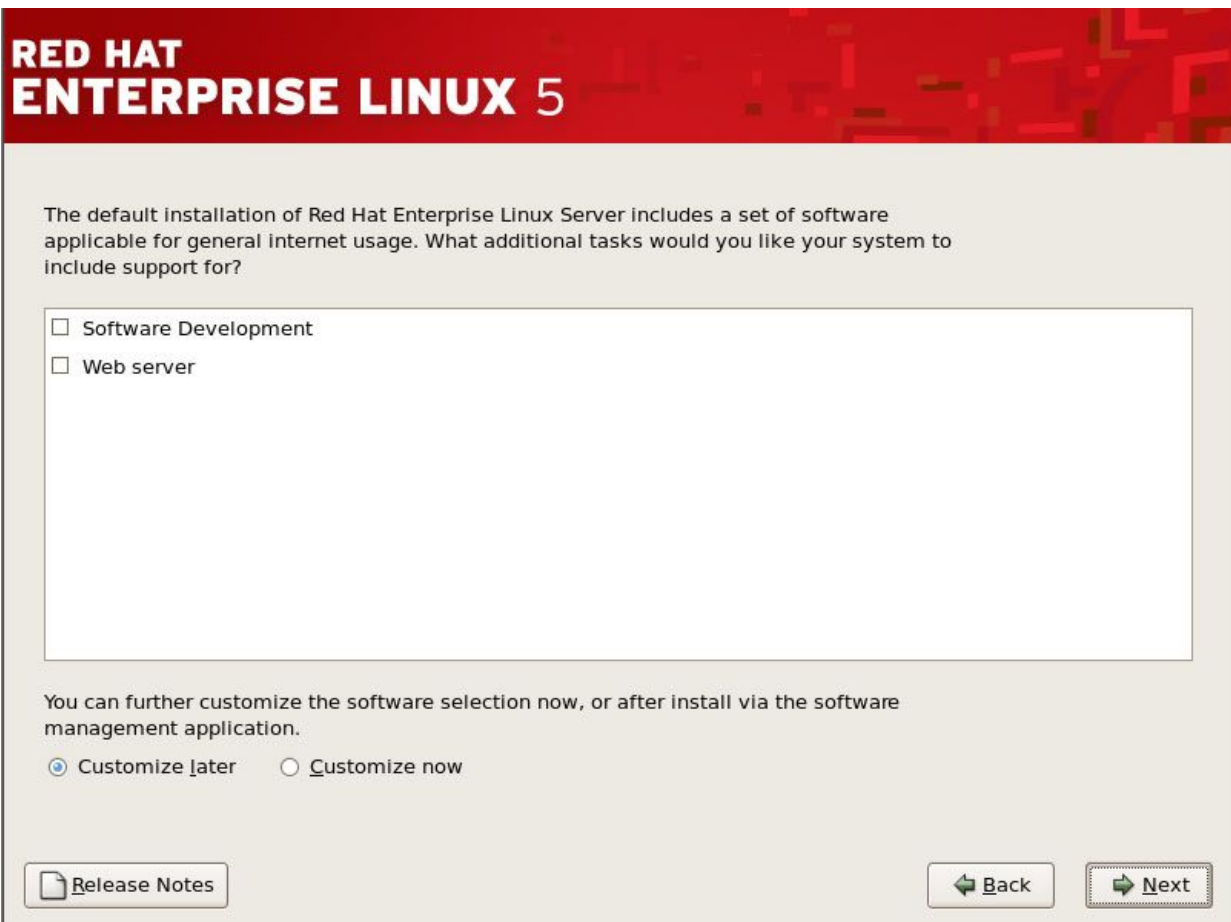 RED HAT
ENTERPRISE LINUX 5
The default installation of Red Hat Enterprise Linux Server includes a set of software
applicable for general internet usage. What additional tasks would you like your system to
include support for?
Software Development
Web server
You can further customize the software selection now, or after install via the software
management application.
Customize later Customize now
Release Notes Back Next